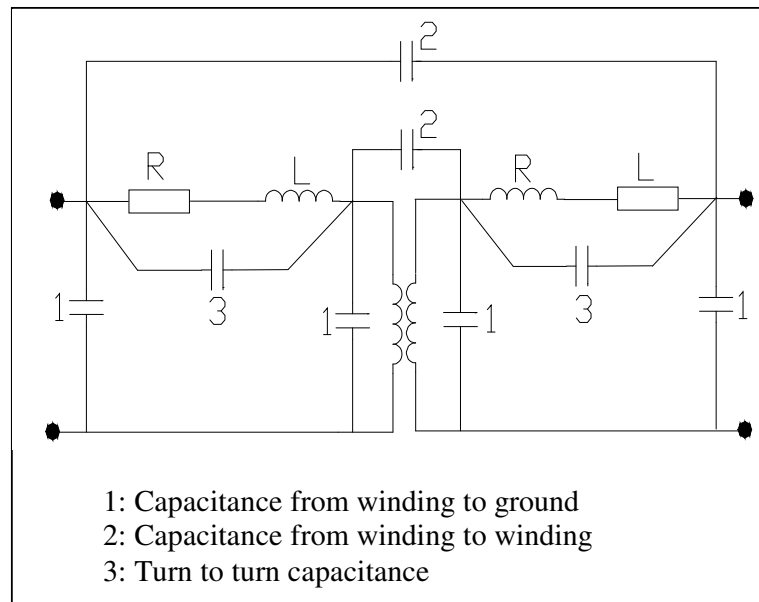 2
2
R
L
R
L
3
3
1
1
1
1
1: Capacitance from winding to ground
2: Capacitance from winding to winding
3: Turn to turn capacitance